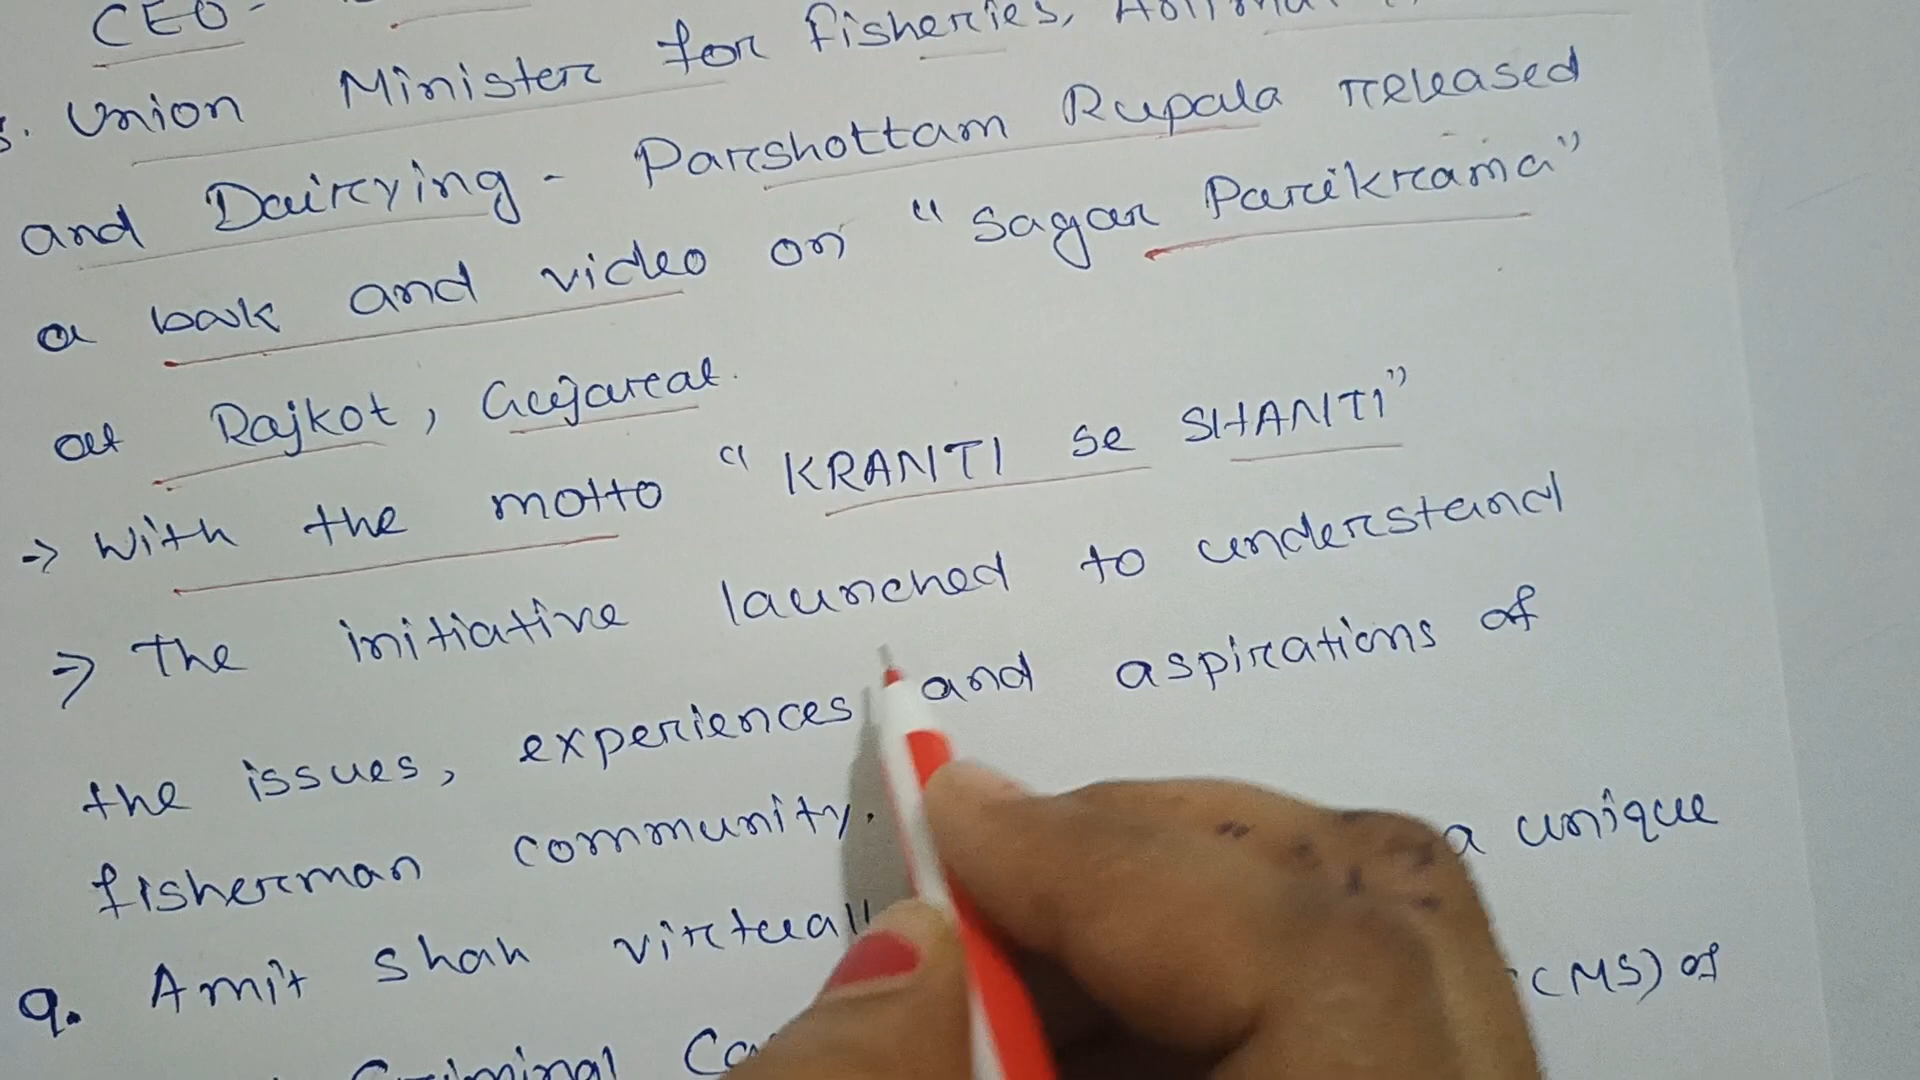 CEO-
Union Minister for Fisheries,
and Dairying - Parshottam Rupala released
a book and video on "Sagar Parikrama"
at Rajkot, Gujarat.
→ With the motto "KRANTI se SHANTI"
⇒ The initiative launched to understand
the issues, experiences and aspirations of
fisherman community.
9. Amit Shah a unique
Criminal (CMS) of